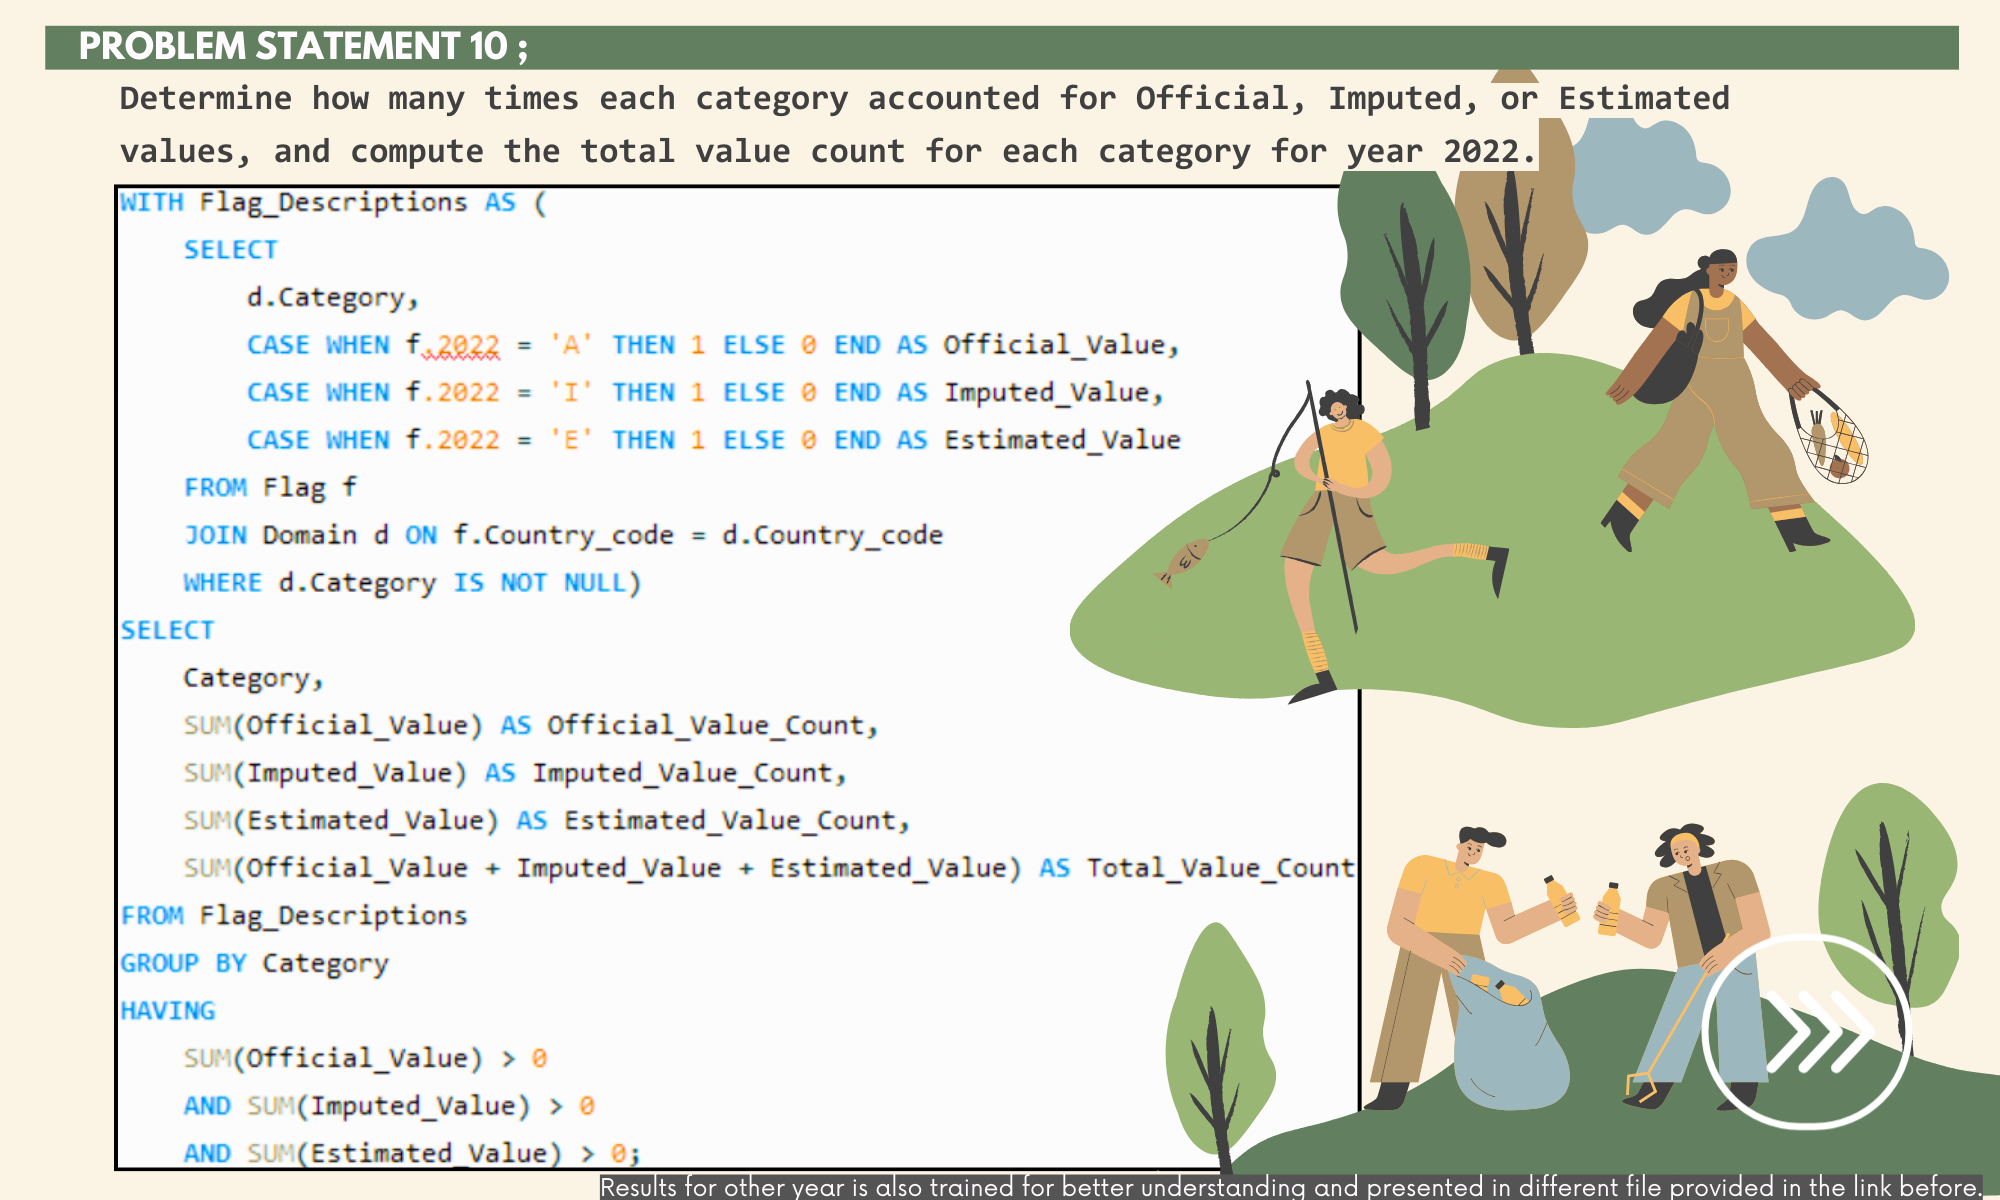 PROBLEM STATEMENT 10 ;
Determine how many times each category accounted for Official, Imputed, or Estimated
values, and compute the total value count for each category for year 2022.
WITH Flag_Descriptions AS (
    SELECT
        d.Category,
        CASE WHEN f.2022 = 'A' THEN 1 ELSE 0 END AS Official_Value,
        CASE WHEN f.2022 = 'I' THEN 1 ELSE 0 END AS Imputed_Value,
        CASE WHEN f.2022 = 'E' THEN 1 ELSE 0 END AS Estimated_Value
    FROM Flag f
    JOIN Domain d ON f.Country_code = d.Country_code
    WHERE d.Category IS NOT NULL)
SELECT
    Category,
    SUM(Official_Value) AS Official_Value_Count,
    SUM(Imputed_Value) AS Imputed_Value_Count,
    SUM(Estimated_Value) AS Estimated_Value_Count,
    SUM(Official_Value + Imputed_Value + Estimated_Value) AS Total_Value_Count
FROM Flag_Descriptions
GROUP BY Category
HAVING
    SUM(Official_Value) > 0
    AND SUM(Imputed_Value) > 0
    AND SUM(Estimated_Value) > 0;
Results for other year is also trained for better understanding and presented in different file provided in the link before.